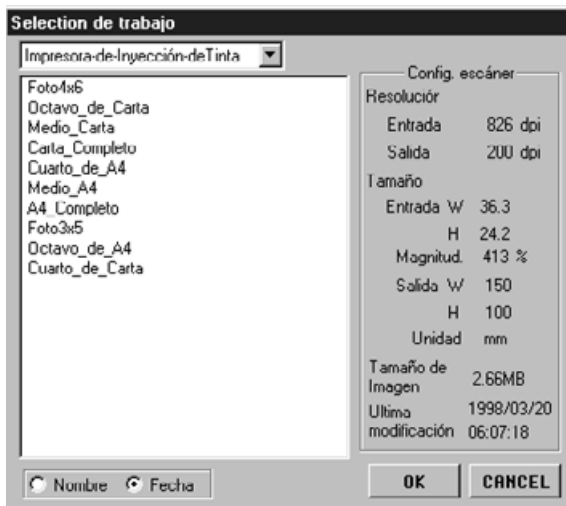 Selection de trabajo
Impresora-de-Inyección-deTinta
Foto4x6
Octavo_de_Carta
Medio_Carta
Carta_Completo
Cuarto_de_A4
Medio_A4
A4_Completo
Foto3x5
Octavo_de_A4
Cuarto_de_Carta
Nombre Fecha
Config. escáner
Resolución
Entrada 826 dpi
Salida 200 dpi
Tamaño
Entrada W 36.3
H 24.2
Magnitud. 413 %
Salida W 150
H 100
Unidad mm
Tamaño de
Imagen 2.66MB
Ultima 1998/03/20
modificación 06:07:18
OK CANCEL